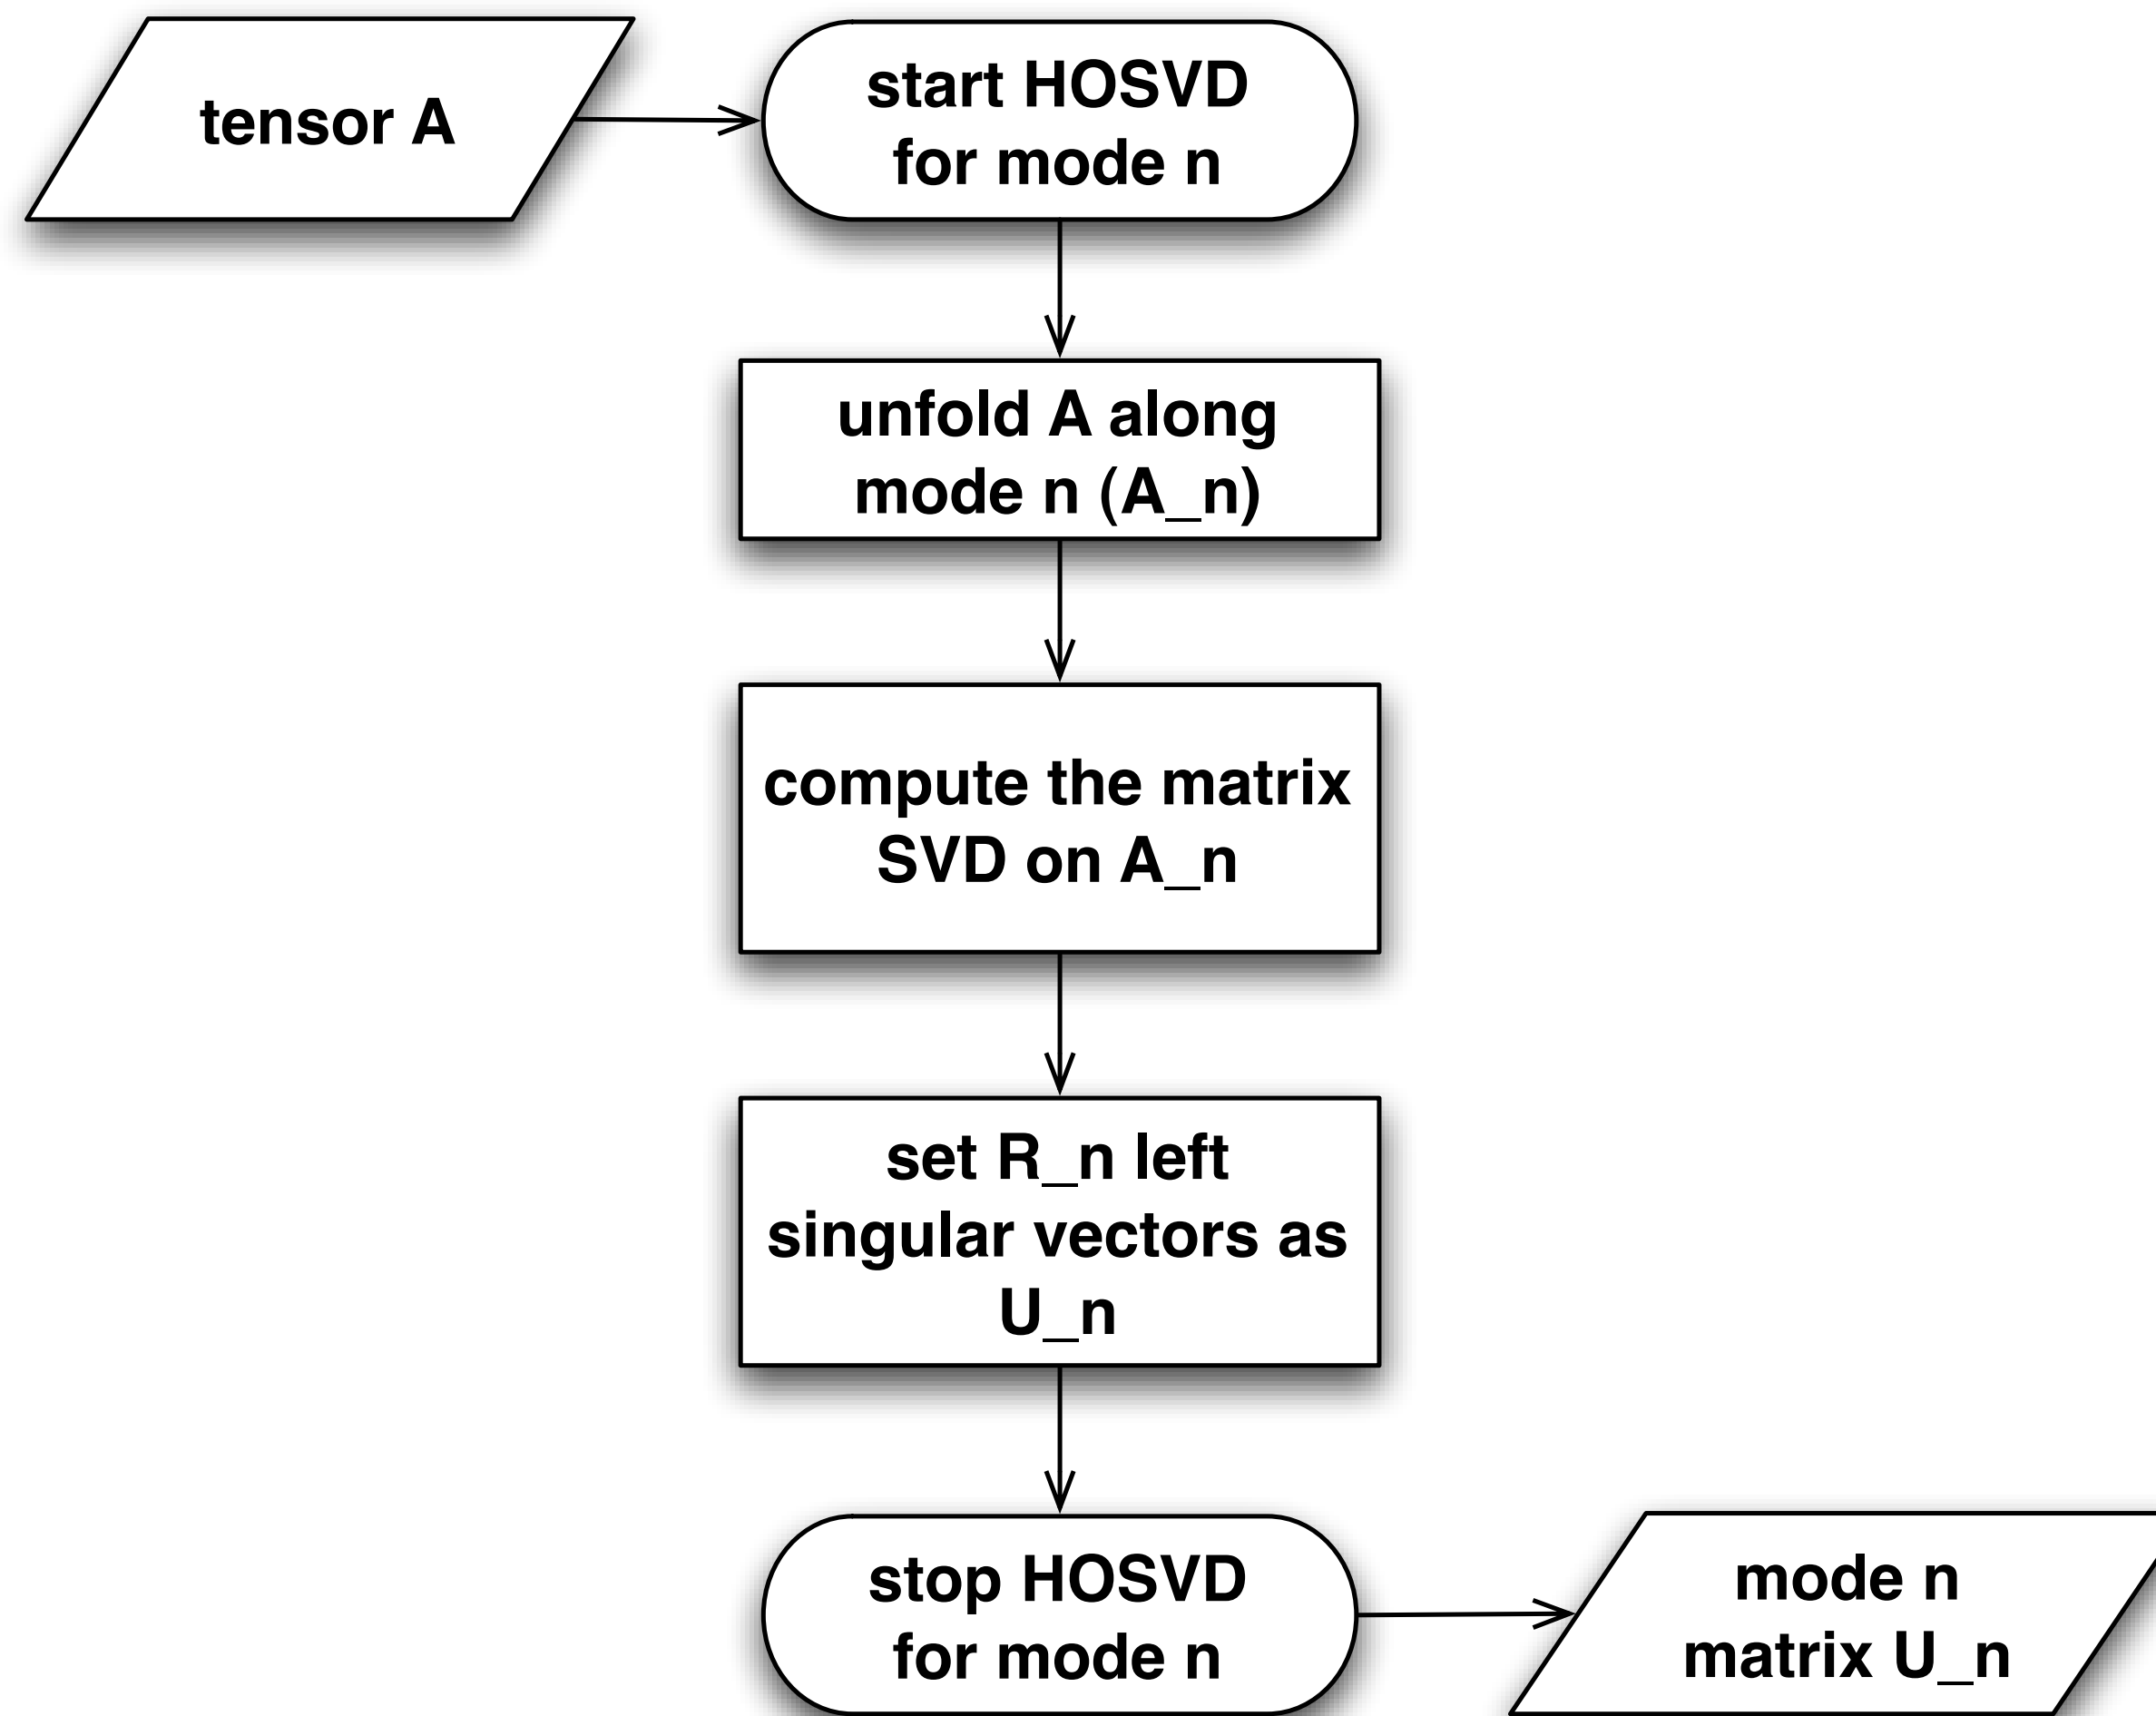 tensor A
start HOSVD
for mode n
unfold A along
mode n (A_n)
compute the matrix
SVD on A_n
set R_n left
singular vectors as
U_n
stop HOSVD
for mode n
mode n
matrix U_n